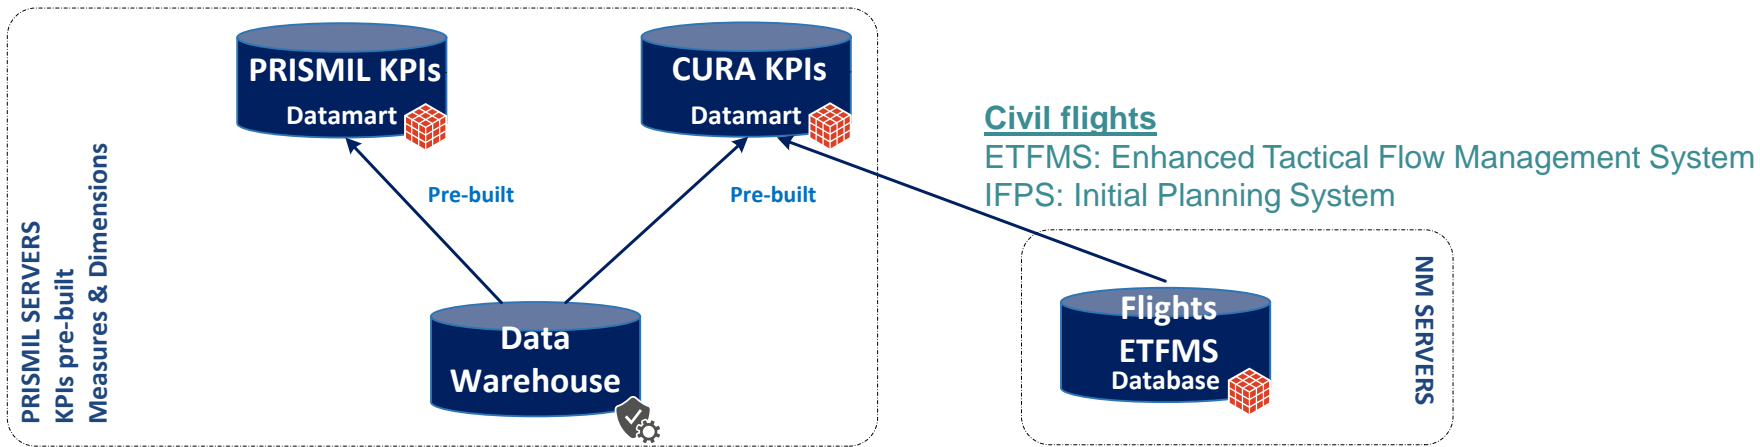 PRISMIL KPIs
Datamart
CURA KPIs
Datamart
Civil flights
ETFMS: Enhanced Tactical Flow Management System
IFPS: Initial Planning System
Pre-built
Pre-built
PRISMIL SERVERS
KPIs pre-built
Measures & Dimensions
Data
Warehouse
Flights
ETFMS
Database
NM SERVERS